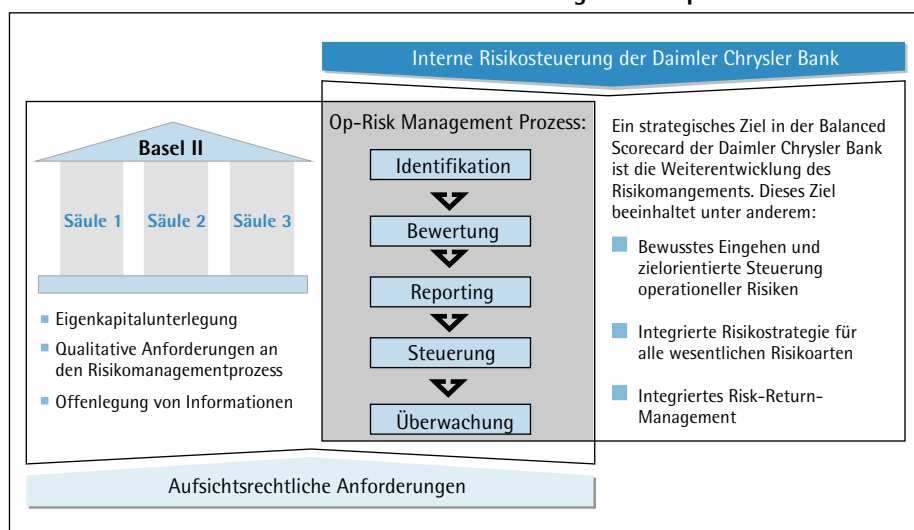 Interne Risikosteuerung der Daimler Chrysler Bank
Basel II
Säule 1
Säule 2
Säule 3
Eigenkapitalunterlegung
Qualitative Anforderungen an
den Risikomanagementprozess
Offenlegung von Informationen
Op-Risk Management Prozess:
Identifikation
Bewertung
Reporting
Steuerung
Überwachung
Ein strategisches Ziel in der Balanced
Scorecard der Daimler Chrysler Bank
ist die Weiterentwicklung des
Risikomangements. Dieses Ziel
beeinhaltet unter anderem:
Bewusstes Eingehen und
zielorientierte Steuerung
operationeller Risiken
Integrierte Risikostrategie für
alle wesentlichen Risikoarten
Integriertes Risk-Return-
Management
Aufsichtsrechtliche Anforderungen